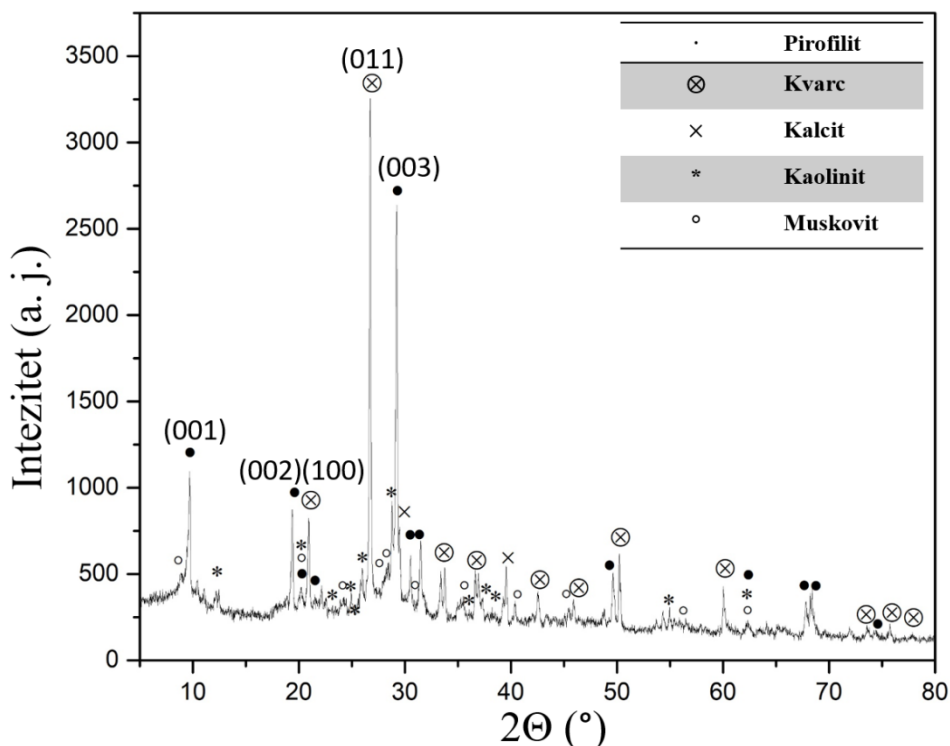 3500
3000
2500
2000
1500
1000
500
0
Intezitet (a. j.)
(011)
(003)
(001)
(002)(100)
Pirofilit
Kvarc
Kalcit
* Kaolinit
Muskovit
10 20 30 40 50 60 70 80
2Θ (°)